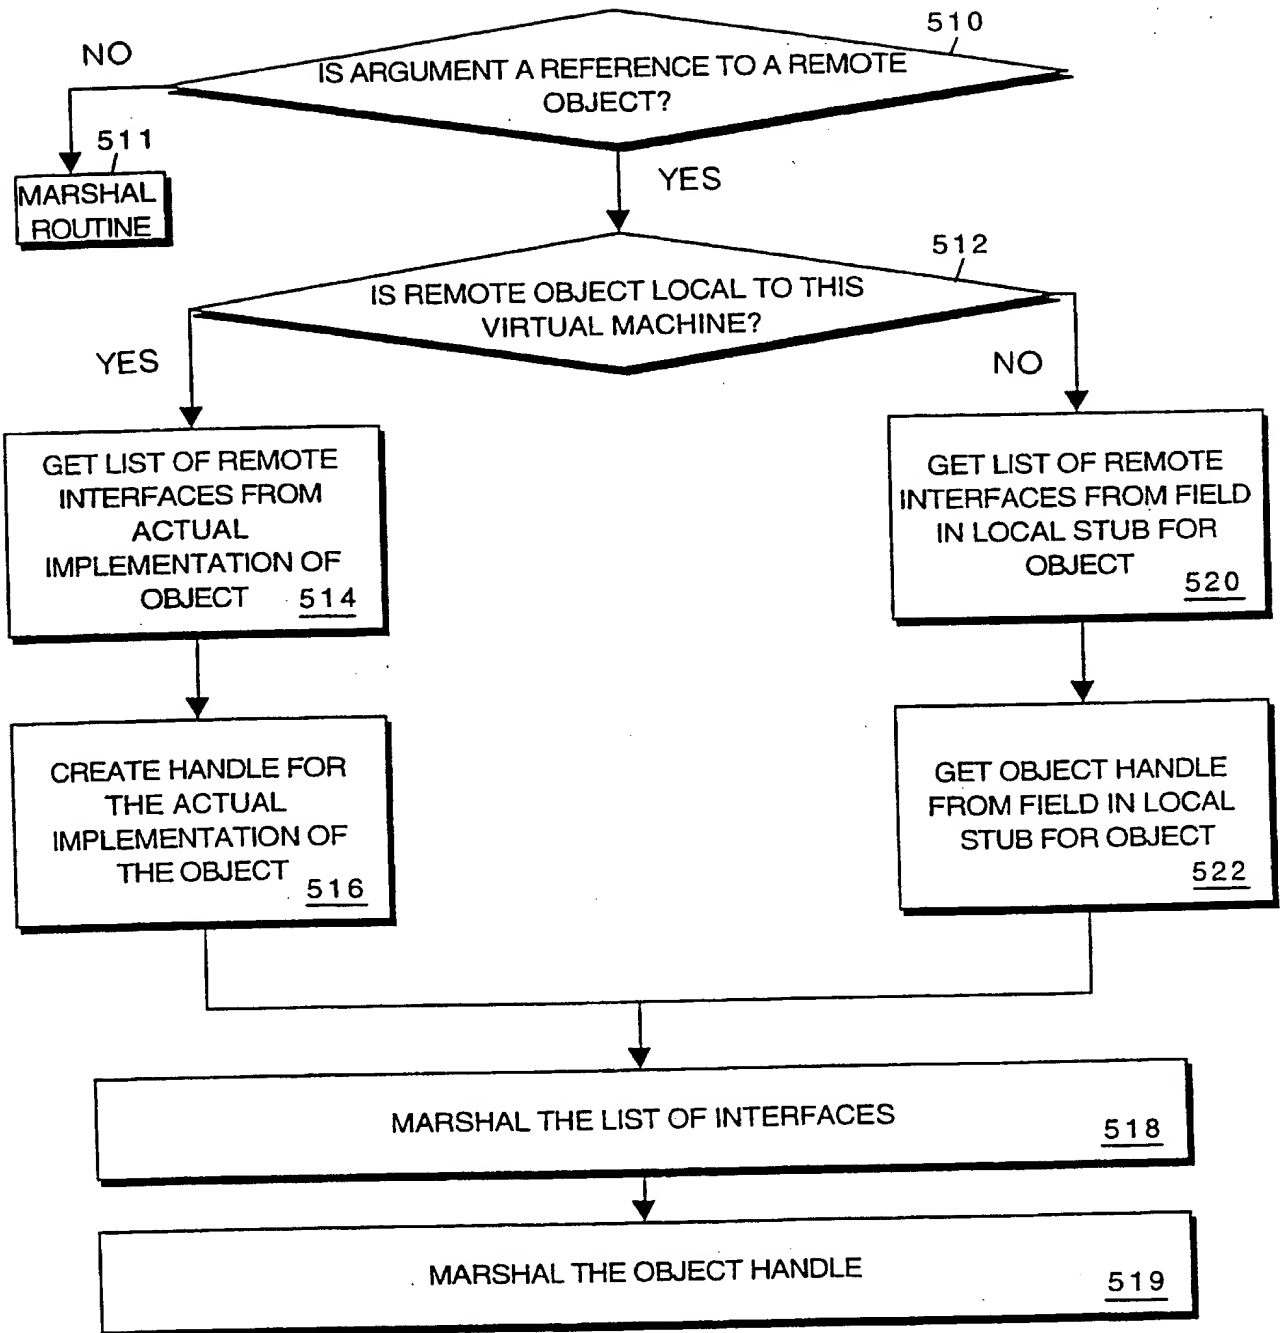 510
NO
IS ARGUMENT A REFERENCE TO A REMOTE
OBJECT?
511
MARSHAL
ROUTINE
YES
512
IS REMOTE OBJECT LOCAL TO THIS
VIRTUAL MACHINE?
YES
NO
GET LIST OF REMOTE
INTERFACES FROM
ACTUAL
IMPLEMENTATION OF
OBJECT 514
GET LIST OF REMOTE
INTERFACES FROM FIELD
IN LOCAL STUB FOR
OBJECT
520
CREATE HANDLE FOR
THE ACTUAL
IMPLEMENTATION OF
THE OBJECT
516
GET OBJECT HANDLE
FROM FIELD IN LOCAL
STUB FOR OBJECT
522
MARSHAL THE LIST OF INTERFACES
518
MARSHAL THE OBJECT HANDLE
519